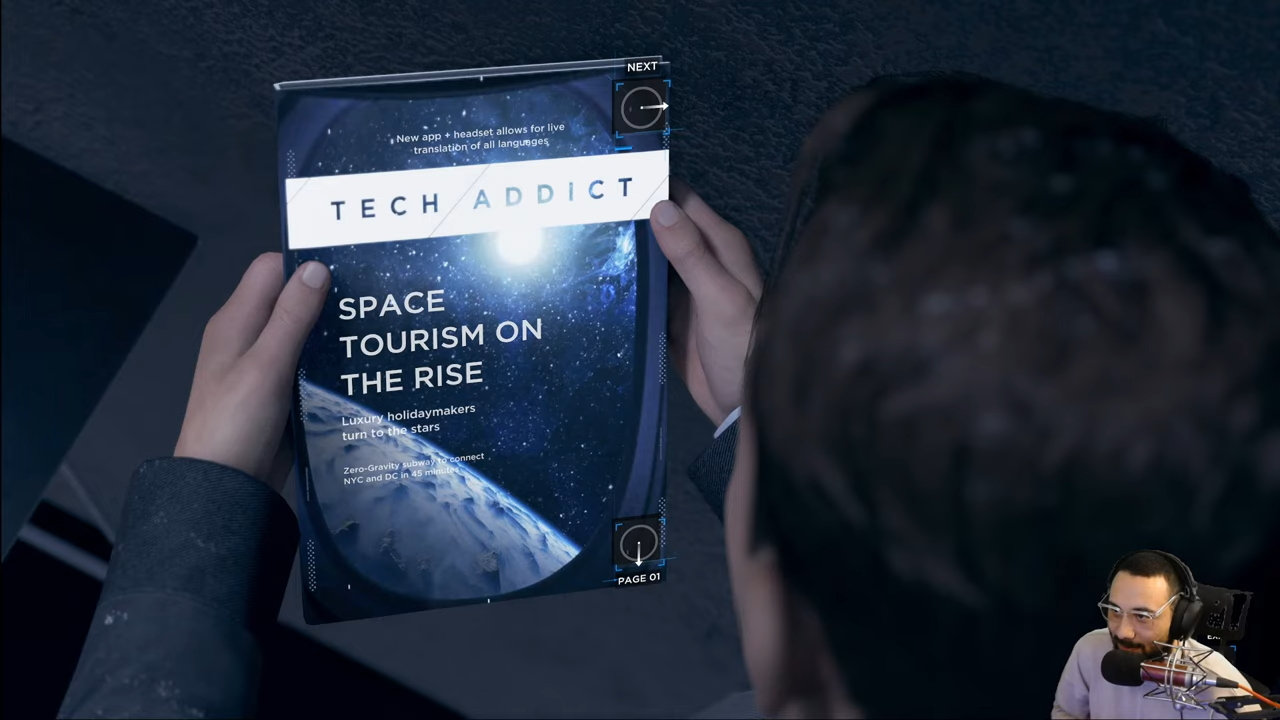 NEXT
New app + headset allows for live
translation of all languages
TECH ADDICT
SPACE
TOURISM ON
THE RISE
Luxury holidaymakers
turn to the stars
Zero-Gravity subway to connect
NYC and DC in 45 minutes
PAGE 01